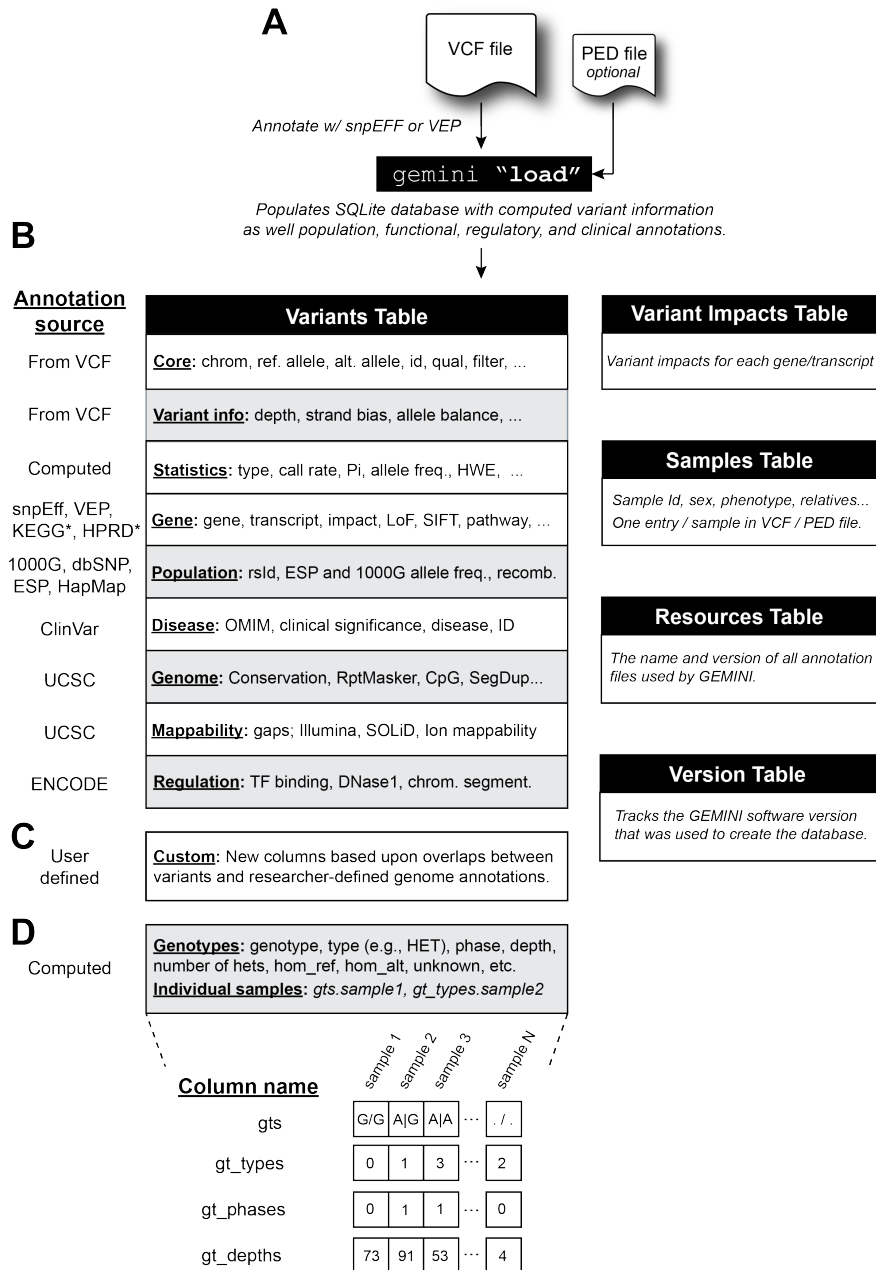 A
VCF file
PED file
optional
Annotate w/ snpEFF or VEP
gemini “load”
Populates SQLite database with computed variant information
as well population, functional, regulatory, and clinical annotations.
B
Annotation
source
Variants Table
From VCF
Core: chrom, ref. allele, alt. allele, id, qual, filter, ...
From VCF
Variant info: depth, strand bias, allele balance, ...
Computed
Statistics: type, call rate, Pi, allele freq., HWE, ...
snpEff, VEP,
KEGG*, HPRD*
Gene: gene, transcript, impact, LoF, SIFT, pathway, ...
1000G, dbSNP,
ESP, HapMap
Population: rsId, ESP and 1000G allele freq., recomb.
ClinVar
Disease: OMIM, clinical significance, disease, ID
UCSC
Genome: Conservation, RptMasker, CpG, SegDup...
UCSC
Mappability: gaps; Illumina, SOLiD, Ion mappability
ENCODE
Regulation: TF binding, DNase1, chrom. segment.
Variant Impacts Table
Variant impacts for each gene/transcript
Samples Table
Sample Id, sex, phenotype, relatives...
One entry / sample in VCF / PED file.
Resources Table
The name and version of all annotation
files used by GEMINI.
Version Table
Tracks the GEMINI software version
that was used to create the database.
C
User
defined
Custom: New columns based upon overlaps between
variants and researcher-defined genome annotations.
D
Computed
Genotypes: genotype, type (e.g., HET), phase, depth,
number of hets, hom_ref, hom_alt, unknown, etc.
Individual samples: gts.sample1, gt_types.sample2
Column name
sample 1
sample 2
sample 3
sample N
gts
G/G A|G A|A ... . / .
gt_types
0 1 3 ... 2
gt_phases
0 1 1 ... 0
gt_depths
73 91 53 ... 4